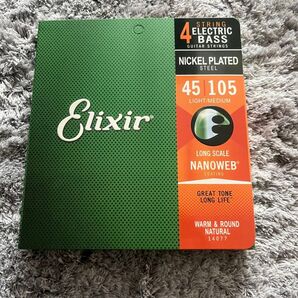 4 STRING
ELECTRIC
BASS
GUITAR STRINGS
NICKEL PLATED
STEEL
45 105
LIGHT/MEDIUM
Elixir®
LONG SCALE
NANOWEB®
COATING
GREAT TONE
LONG LIFE™
WARM & ROUND
NATURAL
14077